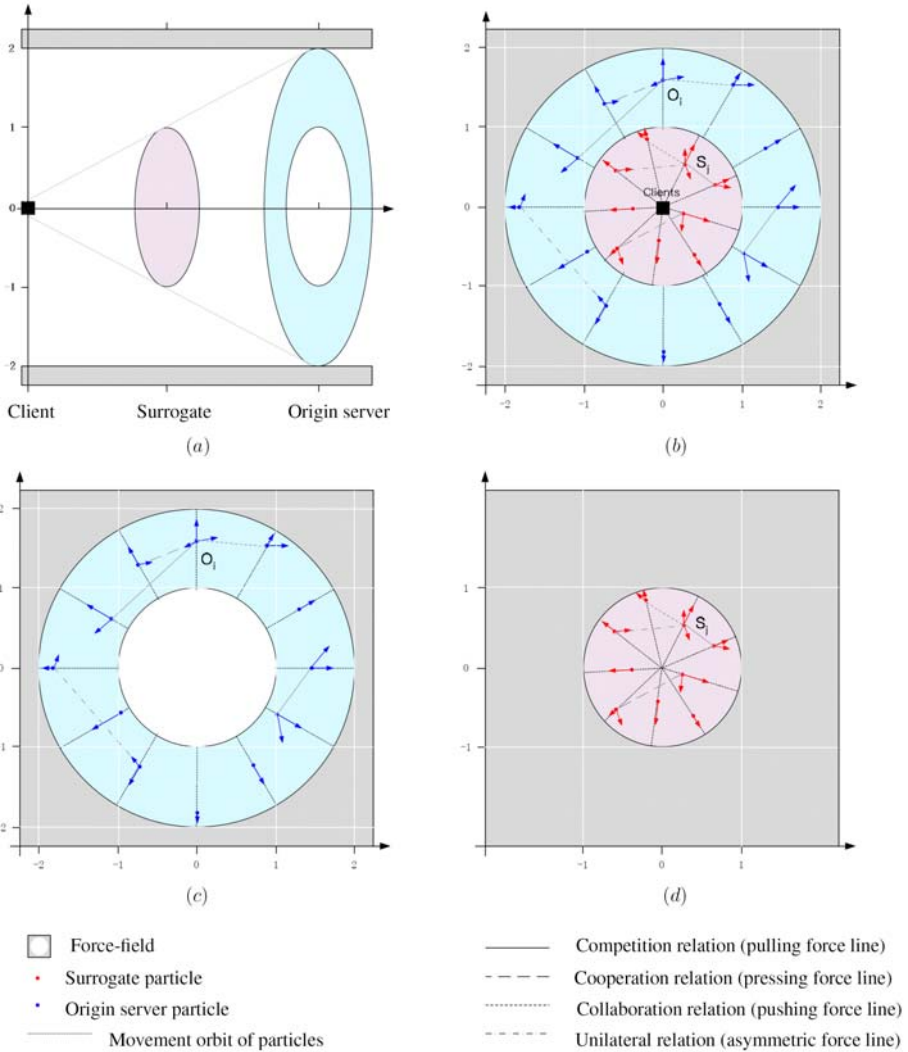 2
1
0
-1
-2
Client
Surrogate
Origin server
(a)
2
1
0
-1
-2
O_i
S_j
Clients
-2
-1
0
1
2
(b)
2
1
0
1
2
O_i
-2
-1
0
1
2
(c)
1
0
-1
S_j
-1
0
1
(d)
Force-field
Surrogate particle
Origin server particle
Movement orbit of particles
Competition relation (pulling force line)
Cooperation relation (pressing force line)
Collaboration relation (pushing force line)
Unilateral relation (asymmetric force line)